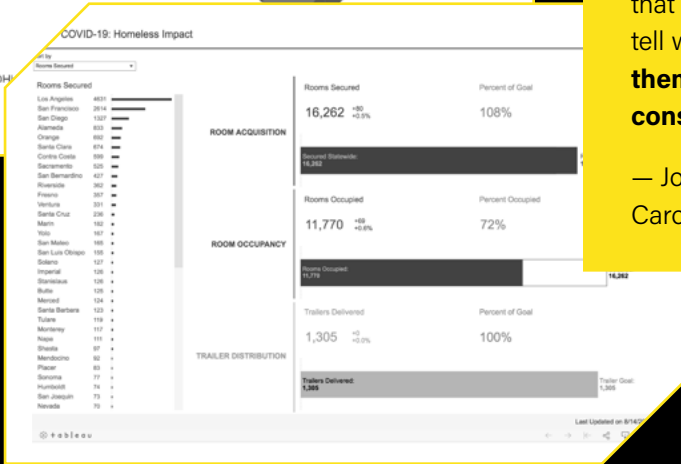 COVID-19: Homeless Impact
Sort by
Rooms Secured
Rooms Secured
Los Angeles 4631
San Francisco 2614
San Diego 1327
Alameda 833
Orange 692
Santa Clara 674
Contra Costa 599
Sacramento 525
San Bernardino 427
Riverside 362
Fresno 357
Ventura 331
Santa Cruz 236
Marin 182
Yolo 167
San Mateo 165
San Luis Obispo 155
Solano 127
Imperial 126
Stanislaus 126
Butte 125
Merced 124
Santa Barbara 123
Tulare 119
Monterey 117
Napa 111
Shasta 97
Mendocino 92
Placer 83
Sonoma 77
Humboldt 74
San Joaquin 73
Nevada 70
ROOM ACQUISITION
Rooms Secured Percent of Goal
16,262 +80 +0.5% 108%
Secured Statewide:
16,262
ROOM OCCUPANCY
Rooms Occupied Percent Occupied
11,770 +69 +0.6% 72%
Rooms Occupied:
11,770
16,262
TRAILER DISTRIBUTION
Trailers Delivered Percent of Goal
1,305 +0 +0.0% 100%
Trailers Delivered:
1,305
Trailer Goal:
1,305
Last Updated on 8/14/2
+ableau
that
tell
them
cons
— Jo
Caro